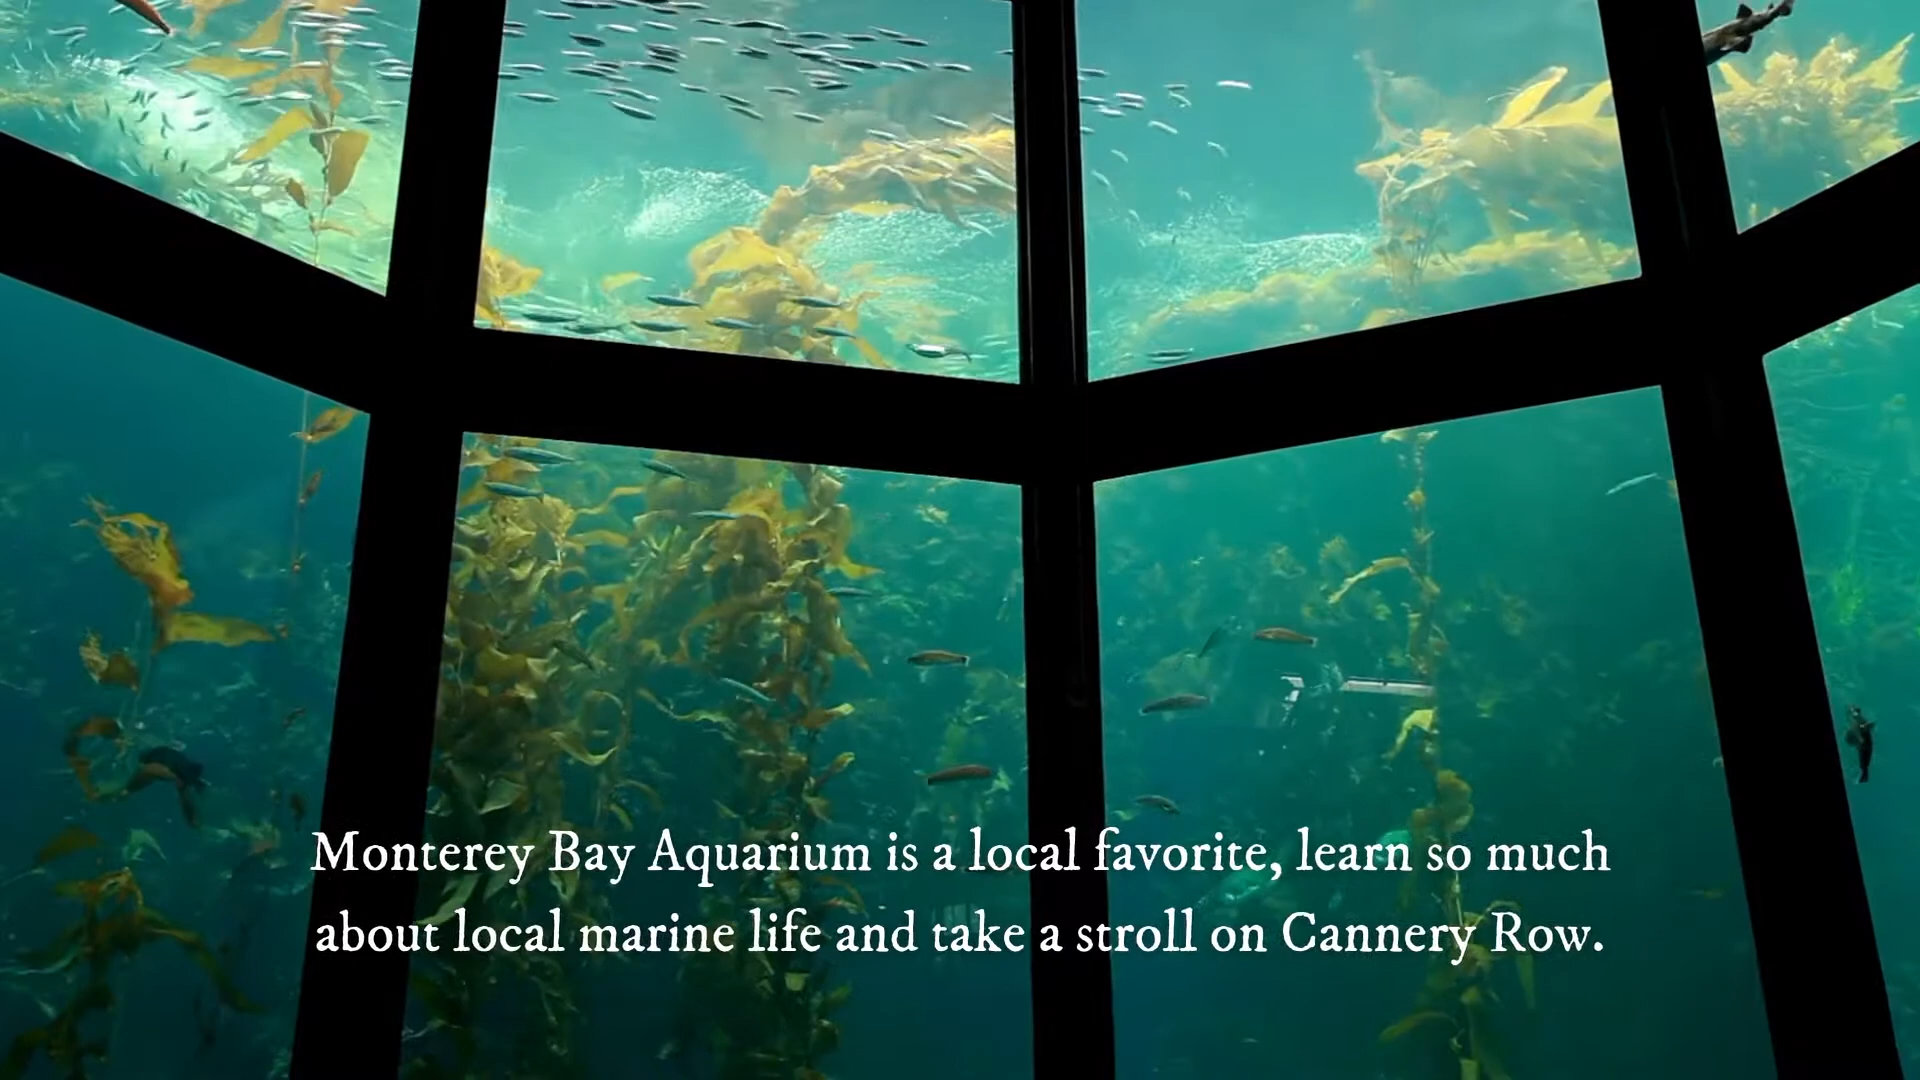 Monterey Bay Aquarium is a local favorite, learn so much
about local marine life and take a stroll on Cannery Row.